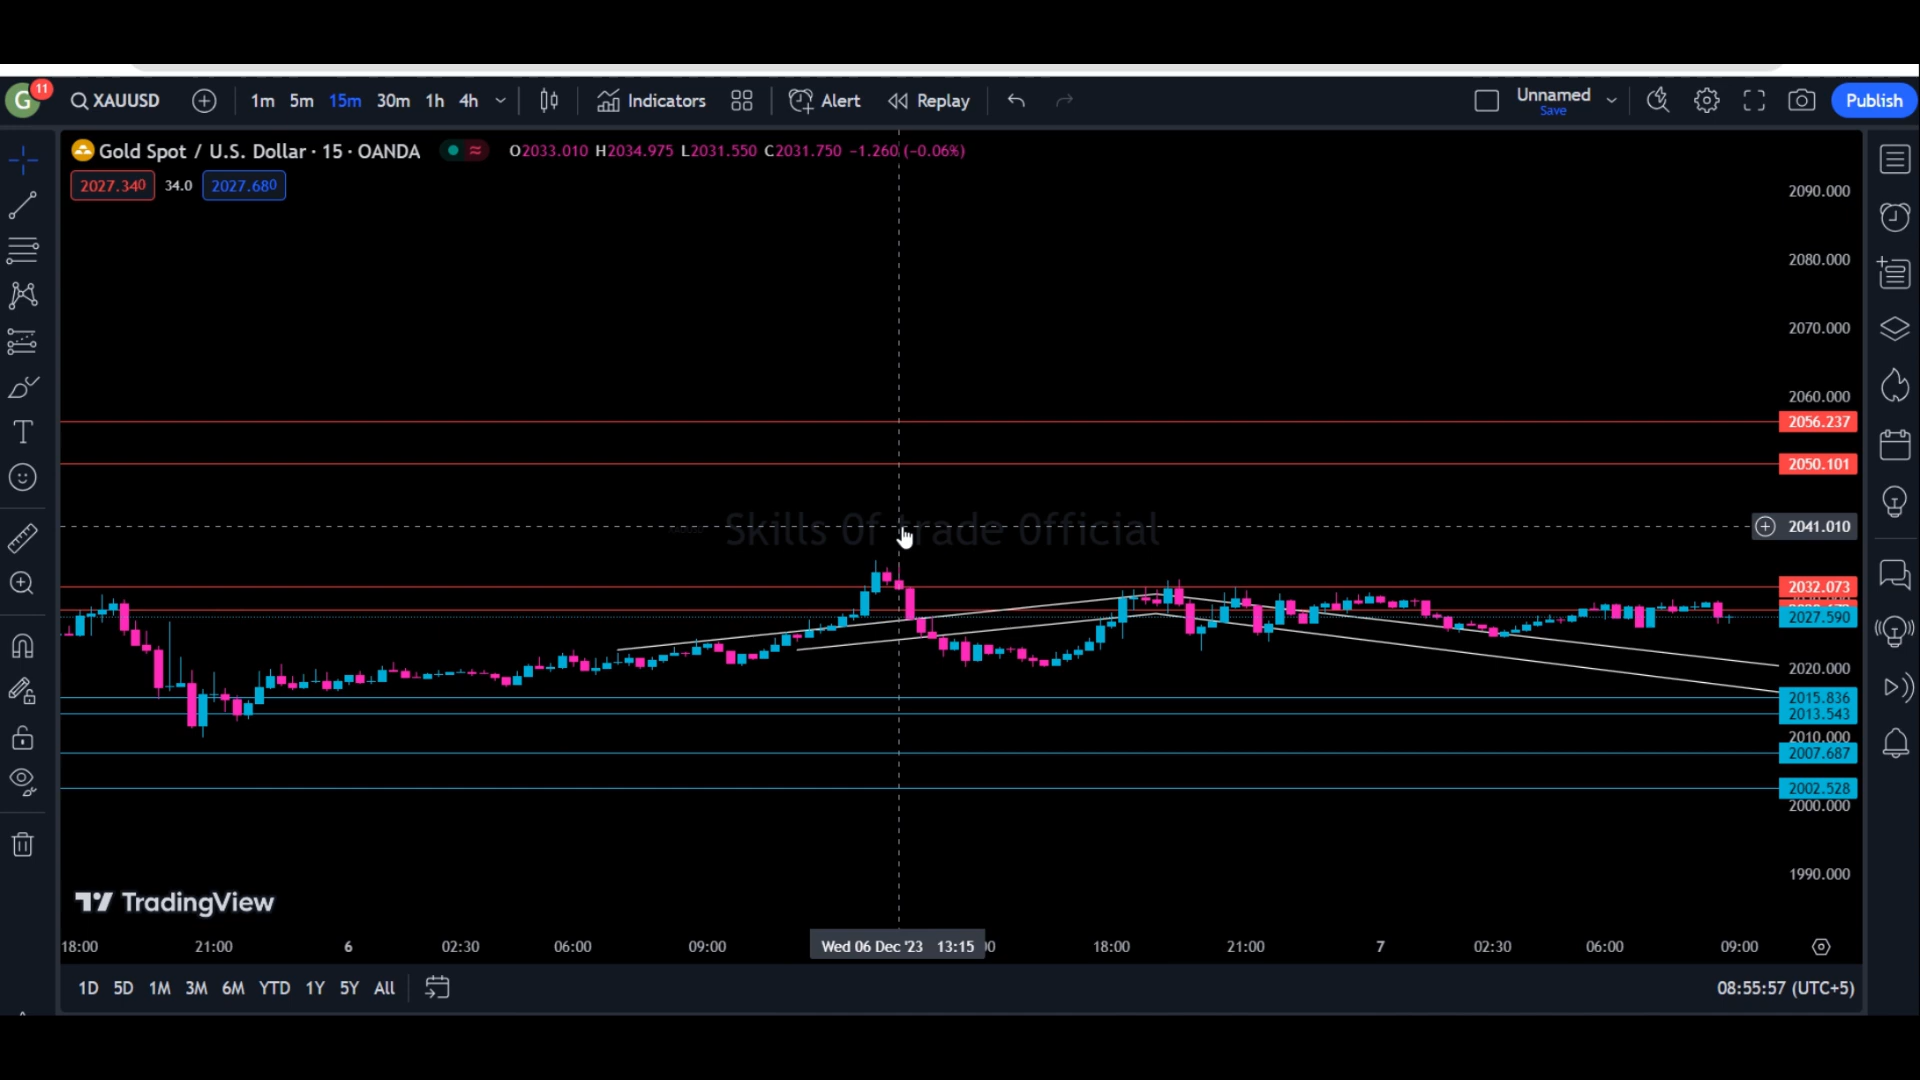 G 11 XAUUSD 1m 5m 15m 30m 1h 4h Indicators Alert Replay Unnamed Save Publish
Gold Spot / U.S. Dollar · 15 · OANDA O2033.010 H2034.975 L2031.550 C2031.750 −1.260 (−0.06%)
2027.340 34.0 2027.680
2090.000
2080.000
2070.000
2060.000
2056.237
2050.101
Skills Of trade Official
2041.010
2032.073
2027.590
2020.000
2015.836
2013.543
2010.000
2007.687
2002.528
2000.000
1990.000
TradingView
18:00 21:00 6 02:30 06:00 09:00 Wed 06 Dec '23 13:15 18:00 21:00 7 02:30 06:00 09:00
1D 5D 1M 3M 6M YTD 1Y 5Y All 08:55:57 (UTC+5)